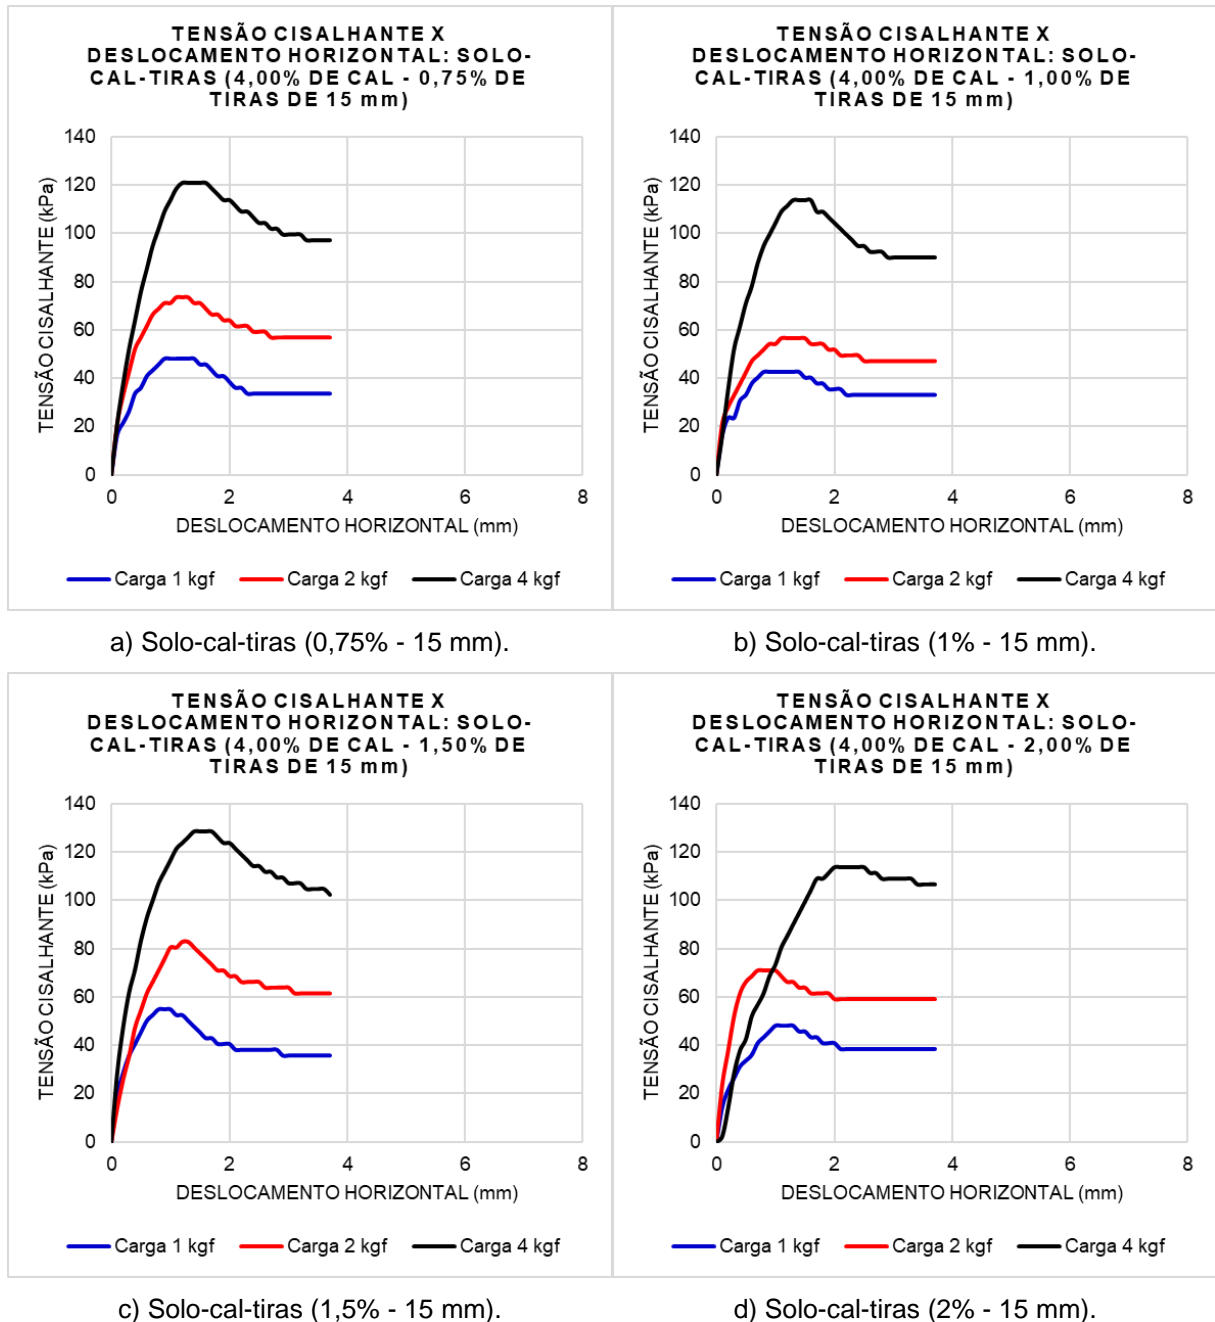 TENSÃO CISALHANTE X
DESLOCAMENTO HORIZONTAL: SOLO-
CAL-TIRAS (4,00% DE CAL - 0,75% DE
TIRAS DE 15 mm)
140
120
100
80
60
40
20
0
TENSÃO CISALHANTE (kPa)
0 2 4 6 8
DESLOCAMENTO HORIZONTAL (mm)
Carga 1 kgf Carga 2 kgf Carga 4 kgf
a) Solo-cal-tiras (0,75% - 15 mm).
TENSÃO CISALHANTE X
DESLOCAMENTO HORIZONTAL: SOLO-
CAL-TIRAS (4,00% DE CAL - 1,00% DE
TIRAS DE 15 mm)
140
120
100
80
60
40
20
0
TENSÃO CISALHANTE (kPa)
0 2 4 6 8
DESLOCAMENTO HORIZONTAL (mm)
Carga 1 kgf Carga 2 kgf Carga 4 kgf
b) Solo-cal-tiras (1% - 15 mm).
TENSÃO CISALHANTE X
DESLOCAMENTO HORIZONTAL: SOLO-
CAL-TIRAS (4,00% DE CAL - 1,50% DE
TIRAS DE 15 mm)
140
120
100
80
60
40
20
0
TENSÃO CISALHANTE (kPa)
0 2 4 6 8
DESLOCAMENTO HORIZONTAL (mm)
Carga 1 kgf Carga 2 kgf Carga 4 kgf
c) Solo-cal-tiras (1,5% - 15 mm).
TENSÃO CISALHANTE X
DESLOCAMENTO HORIZONTAL: SOLO-
CAL-TIRAS (4,00% DE CAL - 2,00% DE
TIRAS DE 15 mm)
140
120
100
80
60
40
20
0
TENSÃO CISALHANTE (kPa)
0 2 4 6 8
DESLOCAMENTO HORIZONTAL (mm)
Carga 1 kgf Carga 2 kgf Carga 4 kgf
d) Solo-cal-tiras (2% - 15 mm).